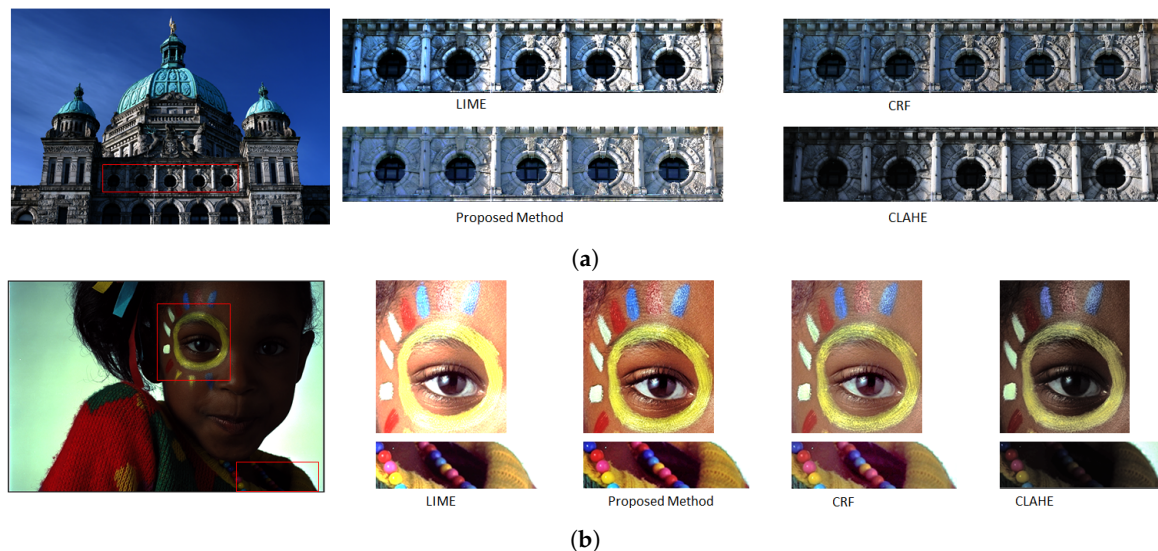 LIME
CRF
Proposed Method
CLAHE
(a)
LIME
Proposed Method
CRF
CLAHE
(b)